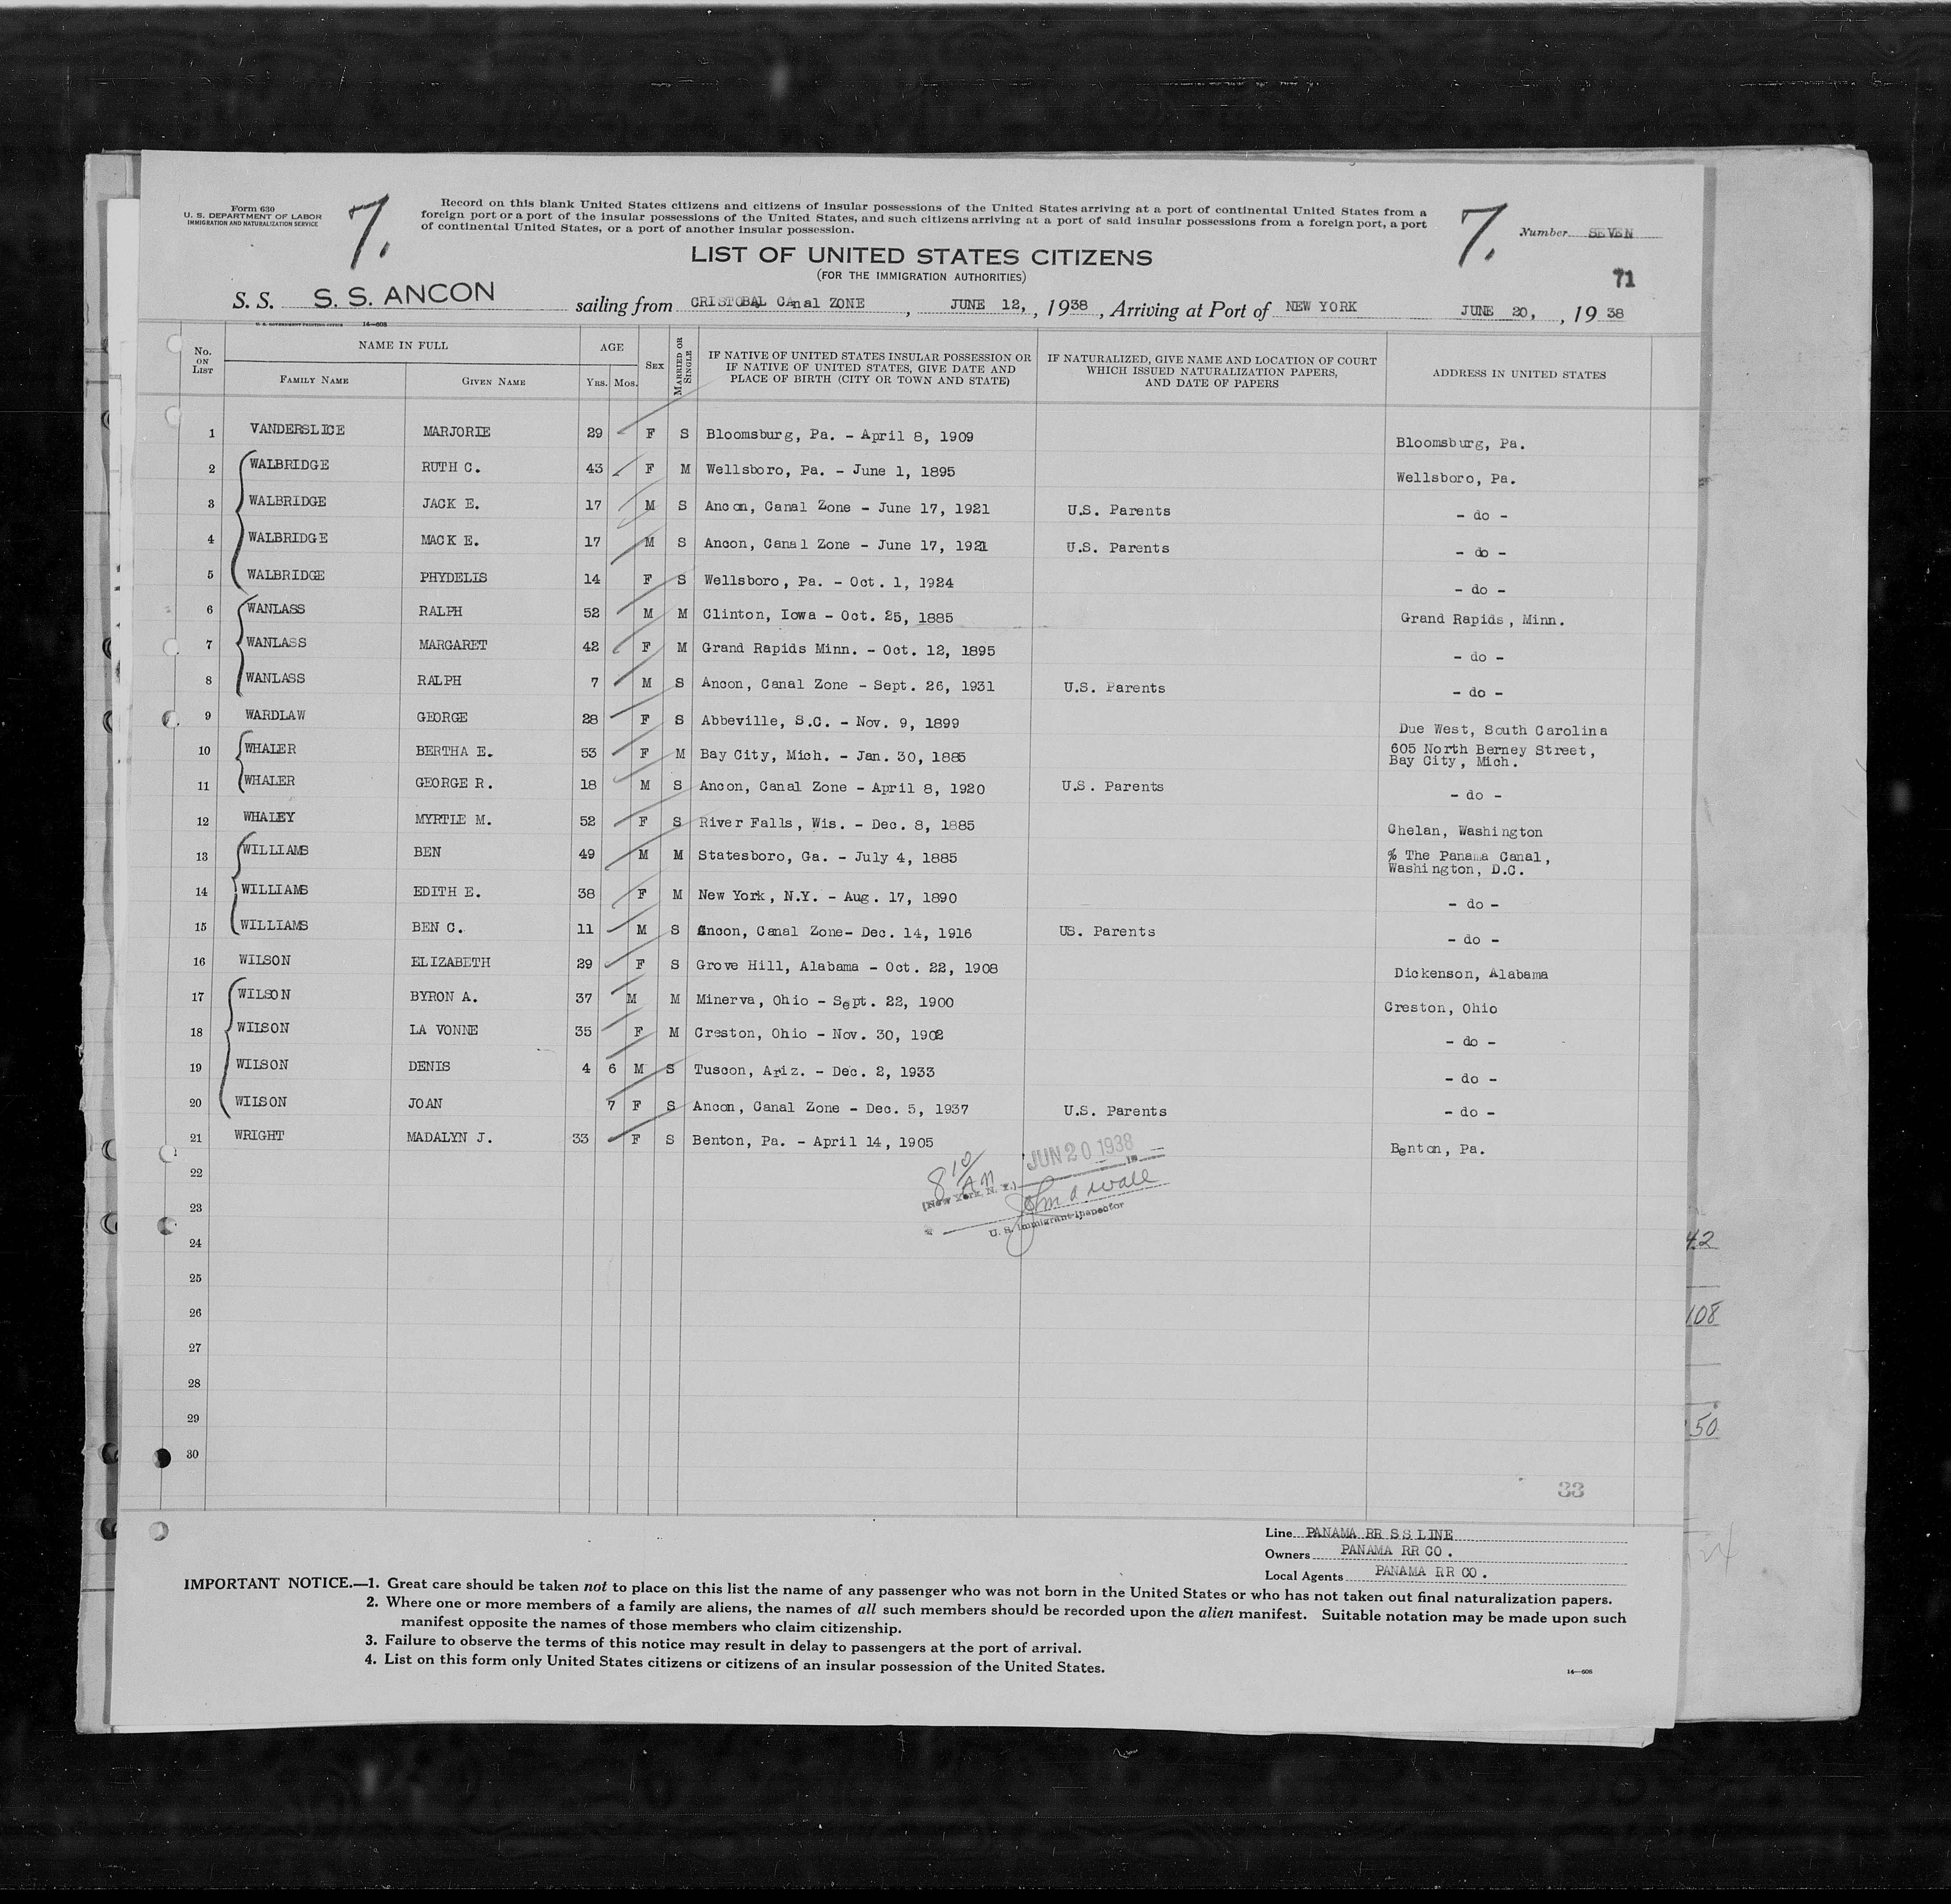 Form 630
U. S. DEPARTMENT OF LABOR
IMMIGRATION AND NATURALIZATION SERVICE
7.
Record on this blank United States citizens and citizens of insular possessions of the United States arriving at a port of continental United States from a
foreign port or a port of the insular possessions of the United States, and such citizens arriving at a port of said insular possessions from a foreign port, a port
of continental United States, or a port of another insular possession.
7.
Number SEVEN
LIST OF UNITED STATES CITIZENS
(FOR THE IMMIGRATION AUTHORITIES)
71
S. S. S. S. ANCON sailing from CRISTOBAL CAnal ZONE, JUNE 12, , 1938, Arriving at Port of NEW YORK JUNE 20, , 1938
U. S. GOVERNMENT PRINTING OFFICE 14—608
No. ON LIST
NAME IN FULL
FAMILY NAME
GIVEN NAME
AGE
YRS. MOS.
SEX
MARRIED OR SINGLE
IF NATIVE OF UNITED STATES INSULAR POSSESSION OR
IF NATIVE OF UNITED STATES, GIVE DATE AND
PLACE OF BIRTH (CITY OR TOWN AND STATE)
IF NATURALIZED, GIVE NAME AND LOCATION OF COURT
WHICH ISSUED NATURALIZATION PAPERS,
AND DATE OF PAPERS
ADDRESS IN UNITED STATES
1 VANDERSLICE MARJORIE 29 F S Bloomsburg, Pa. - April 8, 1909 Bloomsburg, Pa.
2 WALBRIDGE RUTH C. 43 F M Wellsboro, Pa. - June 1, 1895 Wellsboro, Pa.
3 WALBRIDGE JACK E. 17 M S Ancon, Canal Zone - June 17, 1921 U.S. Parents - do -
4 WALBRIDGE MACK E. 17 M S Ancon, Canal Zone - June 17, 1921 U.S. Parents - do -
5 WALBRIDGE PHYDELIS 14 F S Wellsboro, Pa. - Oct. 1, 1924 - do -
6 WANLASS RALPH 52 M M Clinton, Iowa - Oct. 25, 1885 Grand Rapids, Minn.
7 WANLASS MARGARET 42 F M Grand Rapids Minn. - Oct. 12, 1895 - do -
8 WANLASS RALPH 7 M S Ancon, Canal Zone - Sept. 26, 1931 U.S. Parents - do -
9 WARDLAW GEORGE 28 F S Abbeville, S.C. - Nov. 9, 1899 Due West, South Carolina
10 WHALER BERTHA E. 53 F M Bay City, Mich. - Jan. 30, 1885 605 North Berney Street,
Bay City, Mich.
11 WHALER GEORGE R. 18 M S Ancon, Canal Zone - April 8, 1920 U.S. Parents - do -
12 WHALEY MYRTLE M. 52 F S River Falls, Wis. - Dec. 8, 1885 Chelan, Washington
13 WILLIAMS BEN 49 M M Statesboro, Ga. - July 4, 1885 % The Panama Canal,
Washington, D.C.
14 WILLIAMS EDITH E. 38 F M New York, N.Y. - Aug. 17, 1890 - do -
15 WILLIAMS BEN C. 11 M S Ancon, Canal Zone- Dec. 14, 1916 US. Parents - do -
16 WILSON ELIZABETH 29 F S Grove Hill, Alabama - Oct. 22, 1908 Dickenson, Alabama
17 WILSON BYRON A. 37 M M Minerva, Ohio - Sept. 22, 1900 Creston, Ohio
18 WILSON LA VONNE 35 F M Creston, Ohio - Nov. 30, 1902 - do -
19 WILSON DENIS 4 6 M S Tuscon, Ariz. - Dec. 2, 1933 - do -
20 WILSON JOAN 7 F S Ancon, Canal Zone - Dec. 5, 1937 U.S. Parents - do -
21 WRIGHT MADALYN J. 33 F S Benton, Pa. - April 14, 1905 Benton, Pa.
22
23
24
25
26
27
28
29
30
8 10/AM JUN 20 1938
(New York, N. Y.) 19
John A Wall
U. S. Immigrant Inspector
42
108
50
33
Line PANAMA RR SS LINE
Owners PANAMA RR CO.
Local Agents PANAMA RR CO.
IMPORTANT NOTICE.—1. Great care should be taken not to place on this list the name of any passenger who was not born in the United States or who has not taken out final naturalization papers.
2. Where one or more members of a family are aliens, the names of all such members should be recorded upon the alien manifest. Suitable notation may be made upon such
manifest opposite the names of those members who claim citizenship.
3. Failure to observe the terms of this notice may result in delay to passengers at the port of arrival.
4. List on this form only United States citizens or citizens of an insular possession of the United States.
14—608